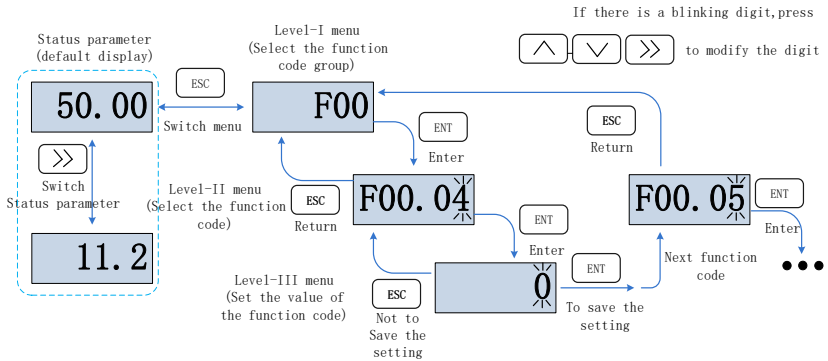 If there is a blinking digit,press
to modify the digit
Status parameter
(default display)
50.00
Switch
Status parameter
11.2
ESC
Switch menu
Level-I menu
(Select the function
code group)
F00
ENT
Enter
Level-II menu
(Select the function
code)
ESC
Return
F00.04
ENT
Enter
Level-III menu
(Set the value of
the function code)
ESC
Not to
Save the
setting
0
ENT
To save the
setting
ESC
Return
F00.05
Next function
code
ENT
Enter